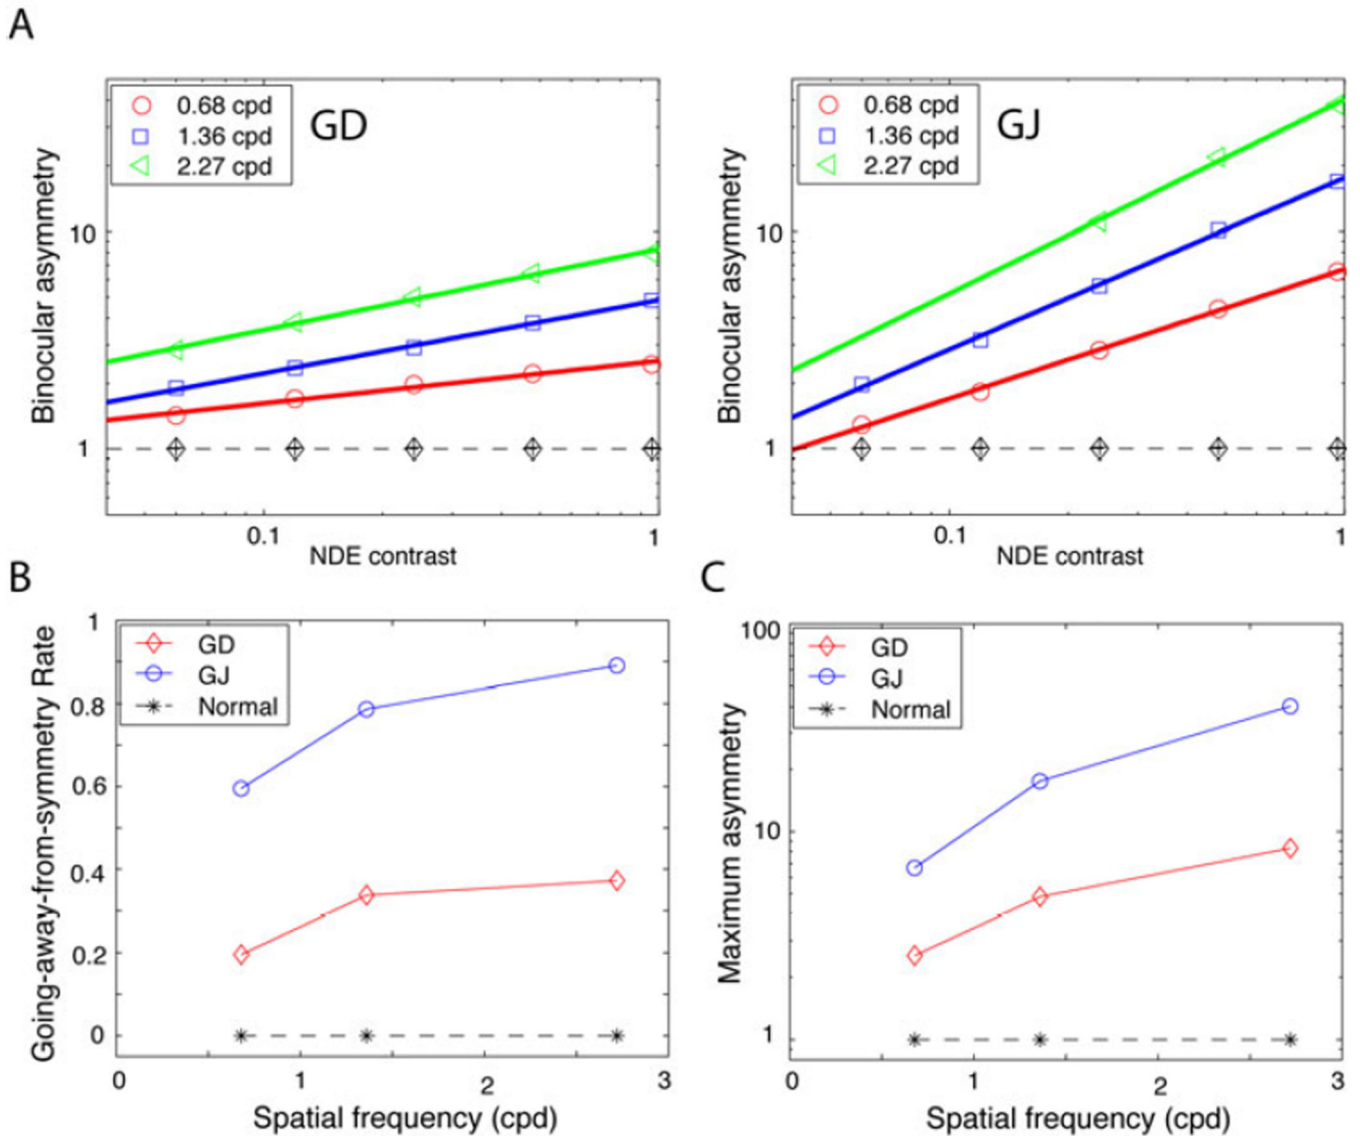 A
0.68 cpd
1.36 cpd
2.27 cpd
GD
Binocular asymmetry
10
1
0.1
1
NDE contrast
0.68 cpd
1.36 cpd
2.27 cpd
GJ
Binocular asymmetry
10
1
0.1
1
NDE contrast
B
GD
GJ
Normal
Going-away-from-symmetry Rate
1
0.8
0.6
0.4
0.2
0
0
1
2
3
Spatial frequency (cpd)
C
GD
GJ
Normal
Maximum asymmetry
100
10
1
0
1
2
3
Spatial frequency (cpd)